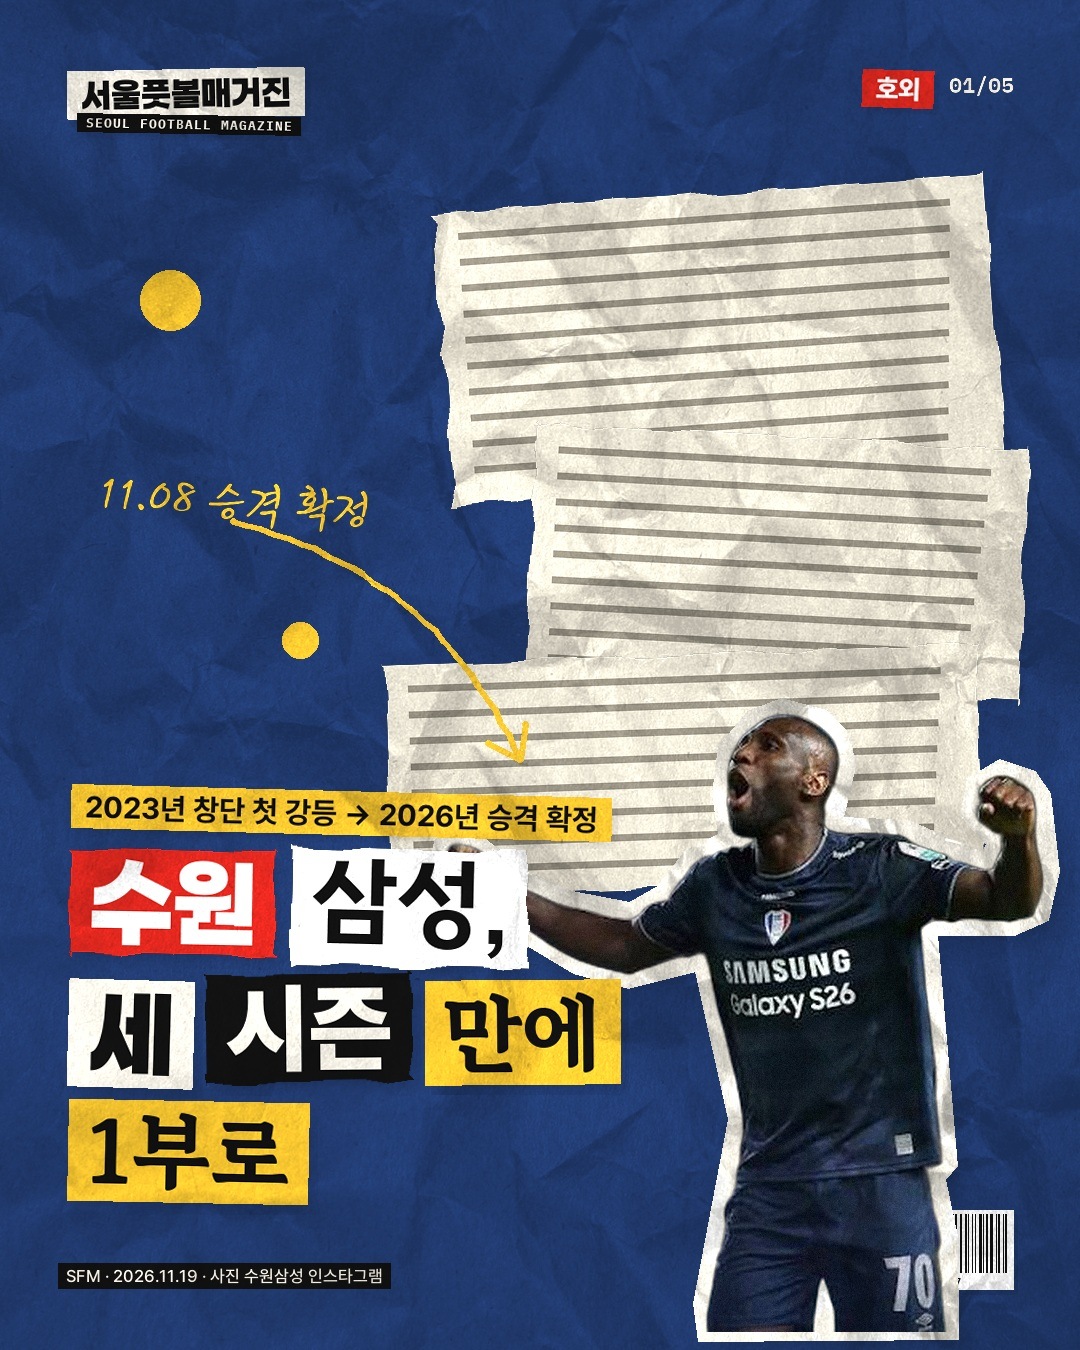 서울풋볼매거진
SEOUL FOOTBALL MAGAZINE
호외 01/05
11.08 승격 확정
2023년 창단 첫 강등 → 2026년 승격 확정
수원 삼성,
세 시즌 만에
1부로
SAMSUNG
Galaxy S26
70
SFM · 2026.11.19 · 사진 수원삼성 인스타그램